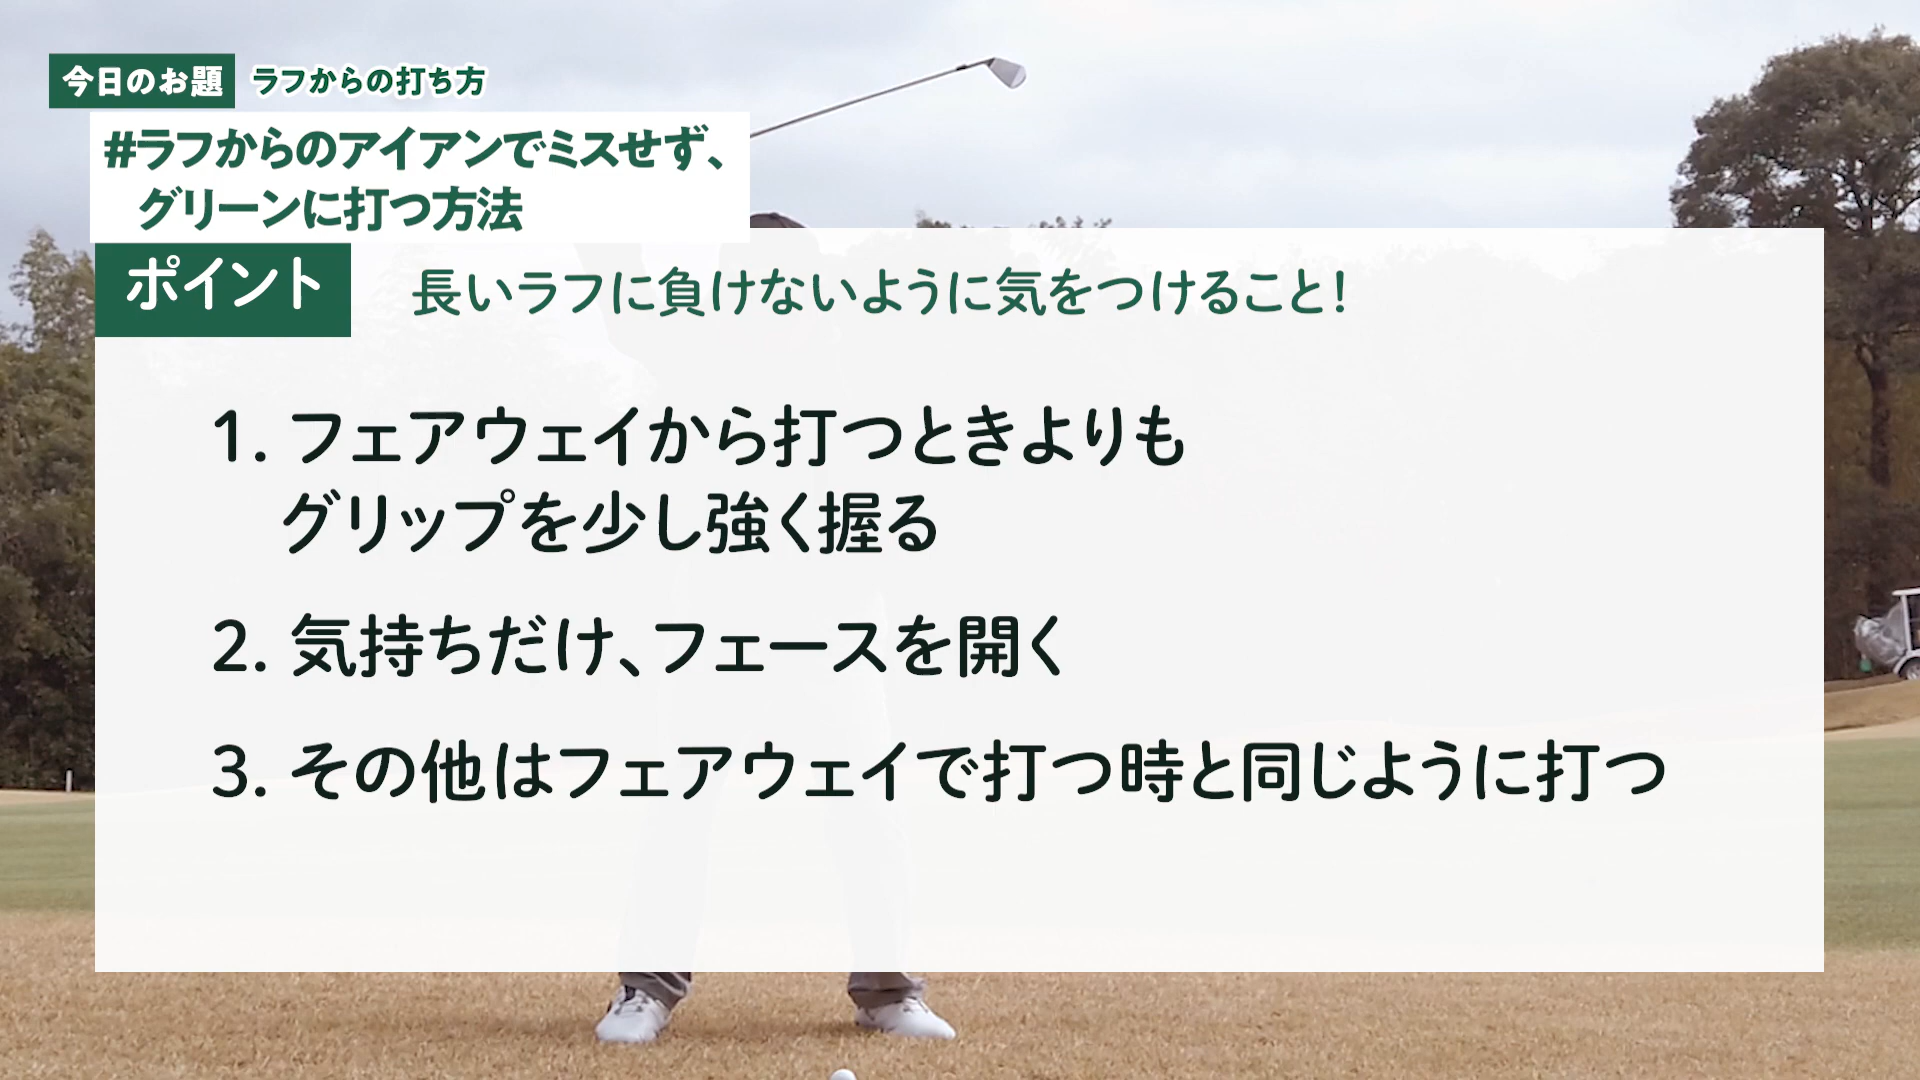 今日のお題 ラフからの打ち方
#ラフからのアイアンでミスせず、
グリーンに打つ方法
ポイント 長いラフに負けないように気をつけること!
1. フェアウェイから打つときよりも
グリップを少し強く握る
2. 気持ちだけ、フェースを開く
3. その他はフェアウェイで打つ時と同じように打つ